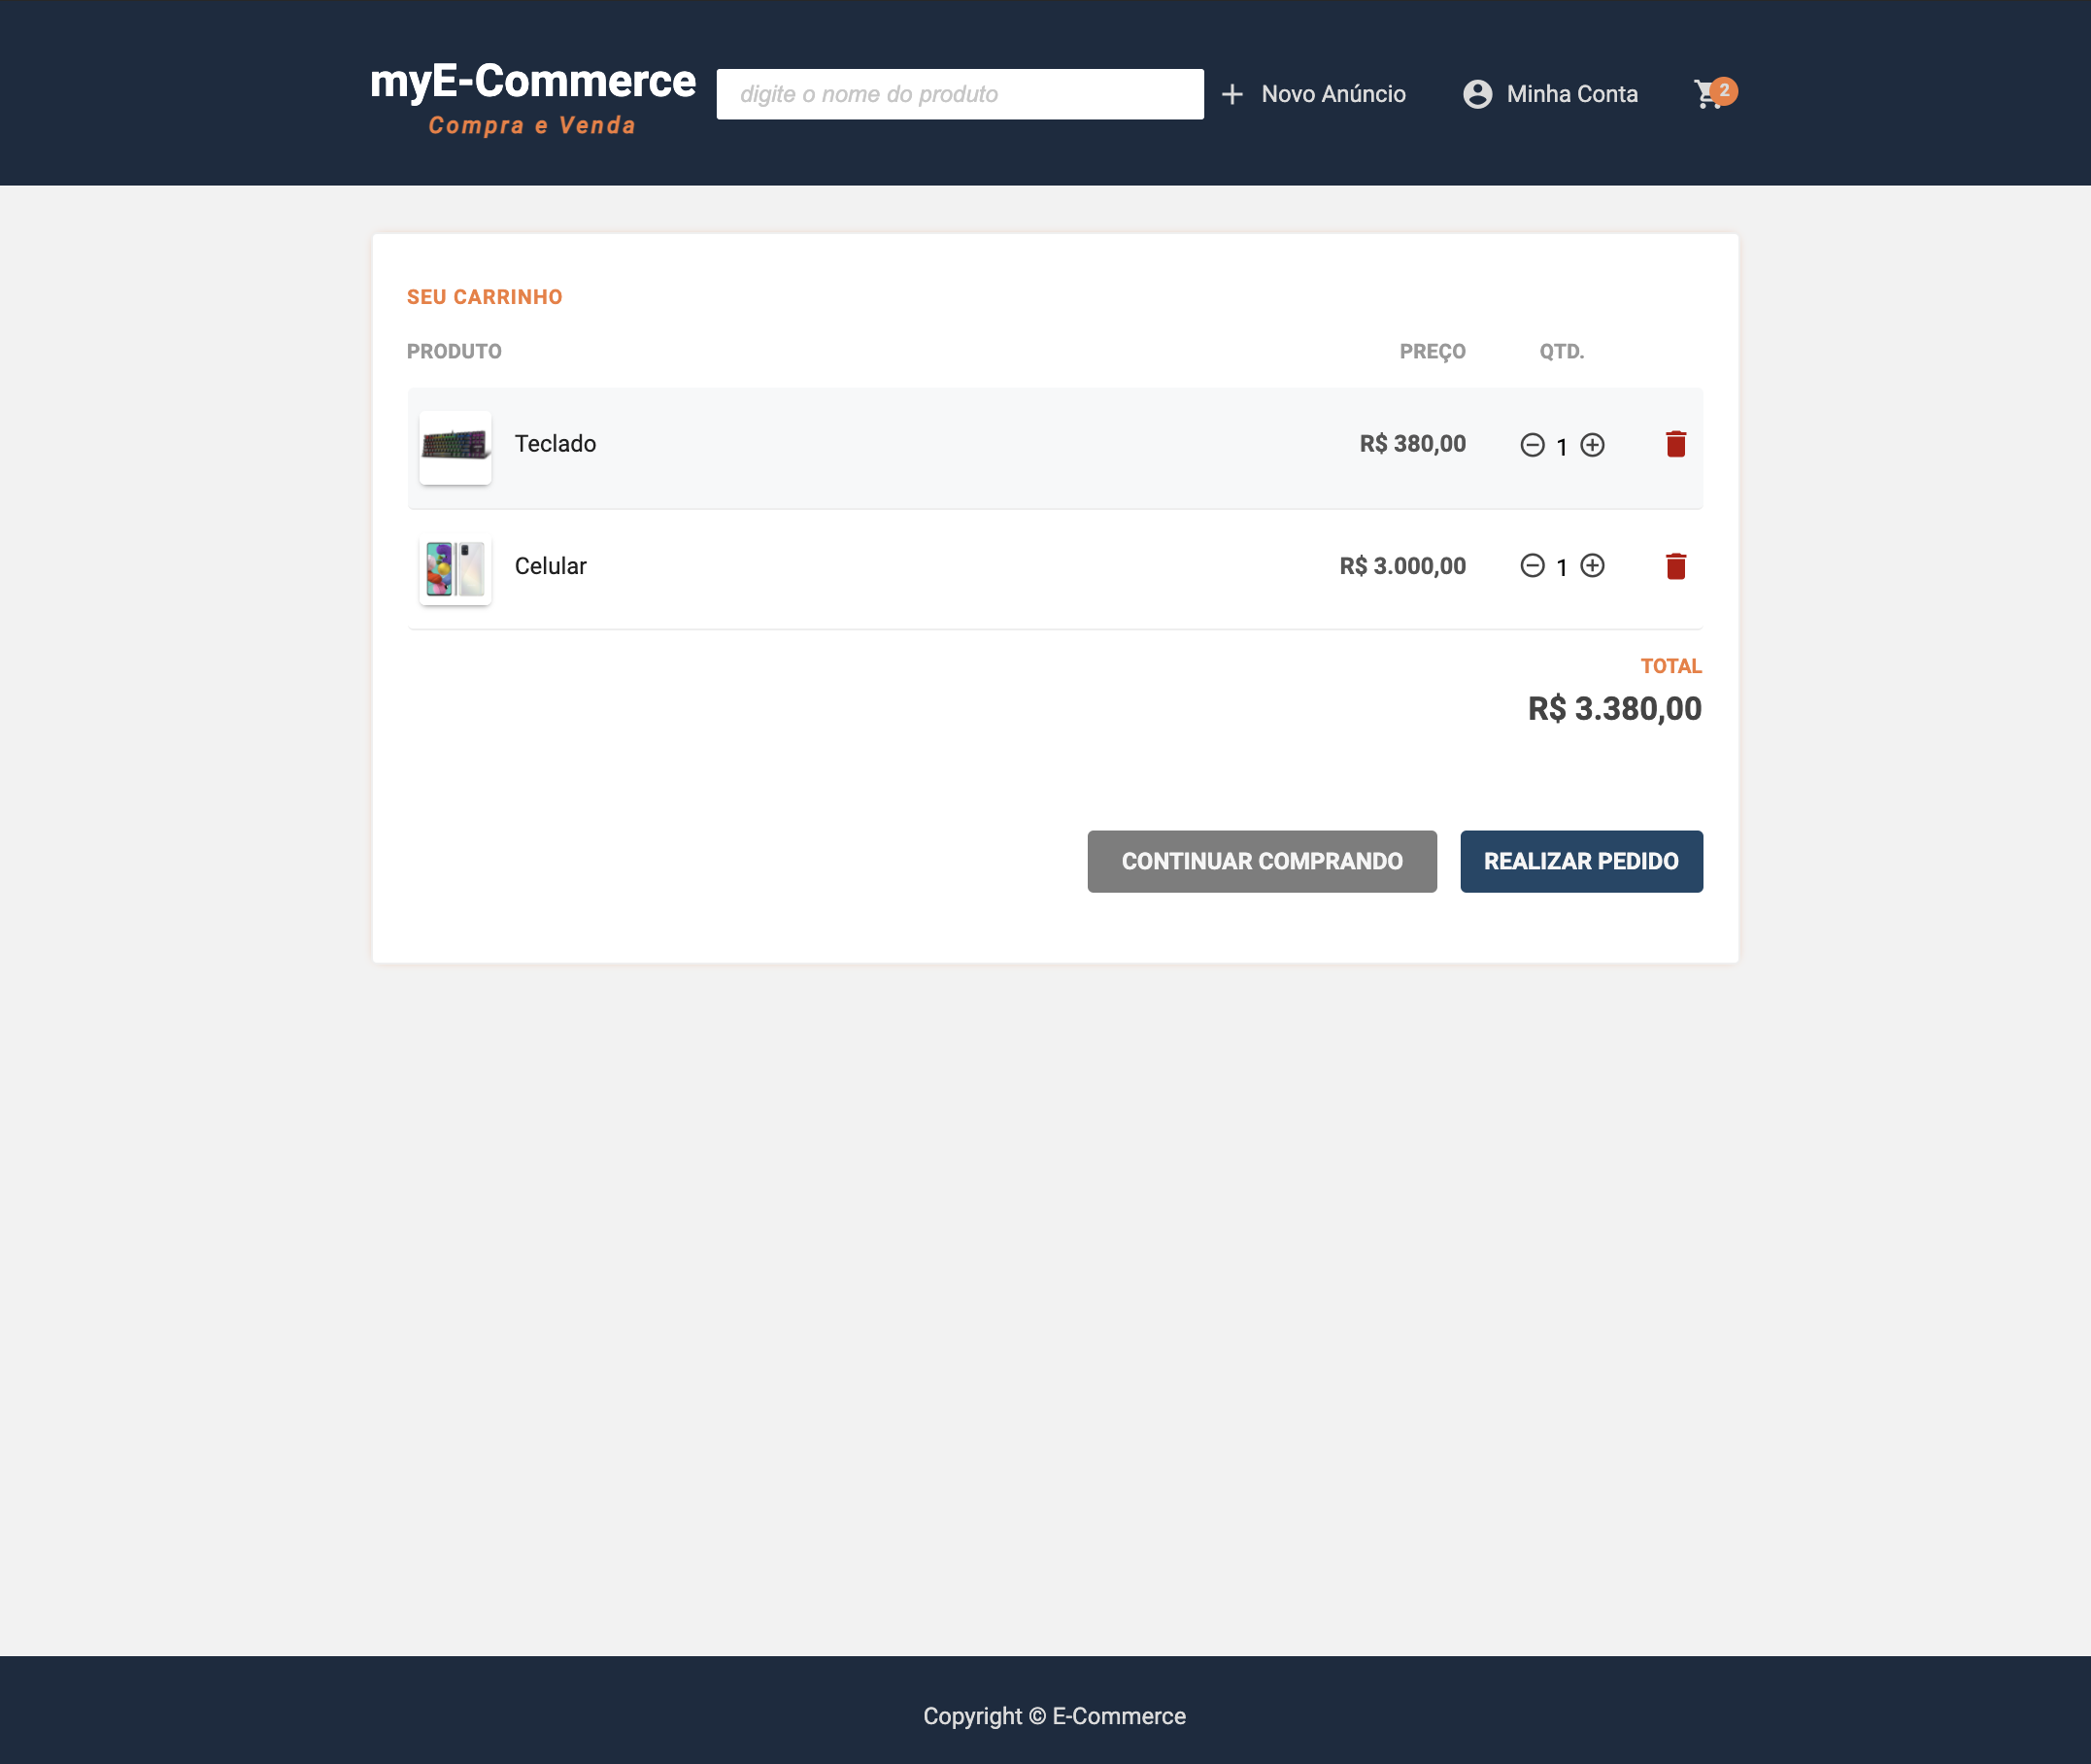 myE-Commerce
Compra e Venda
digite o nome do produto
Novo Anúncio
Minha Conta
2
SEU CARRINHO
PRODUTO PREÇO QTD.
Teclado R$ 380,00 1
Celular R$ 3.000,00 1
TOTAL
R$ 3.380,00
CONTINUAR COMPRANDO REALIZAR PEDIDO
Copyright © E-Commerce